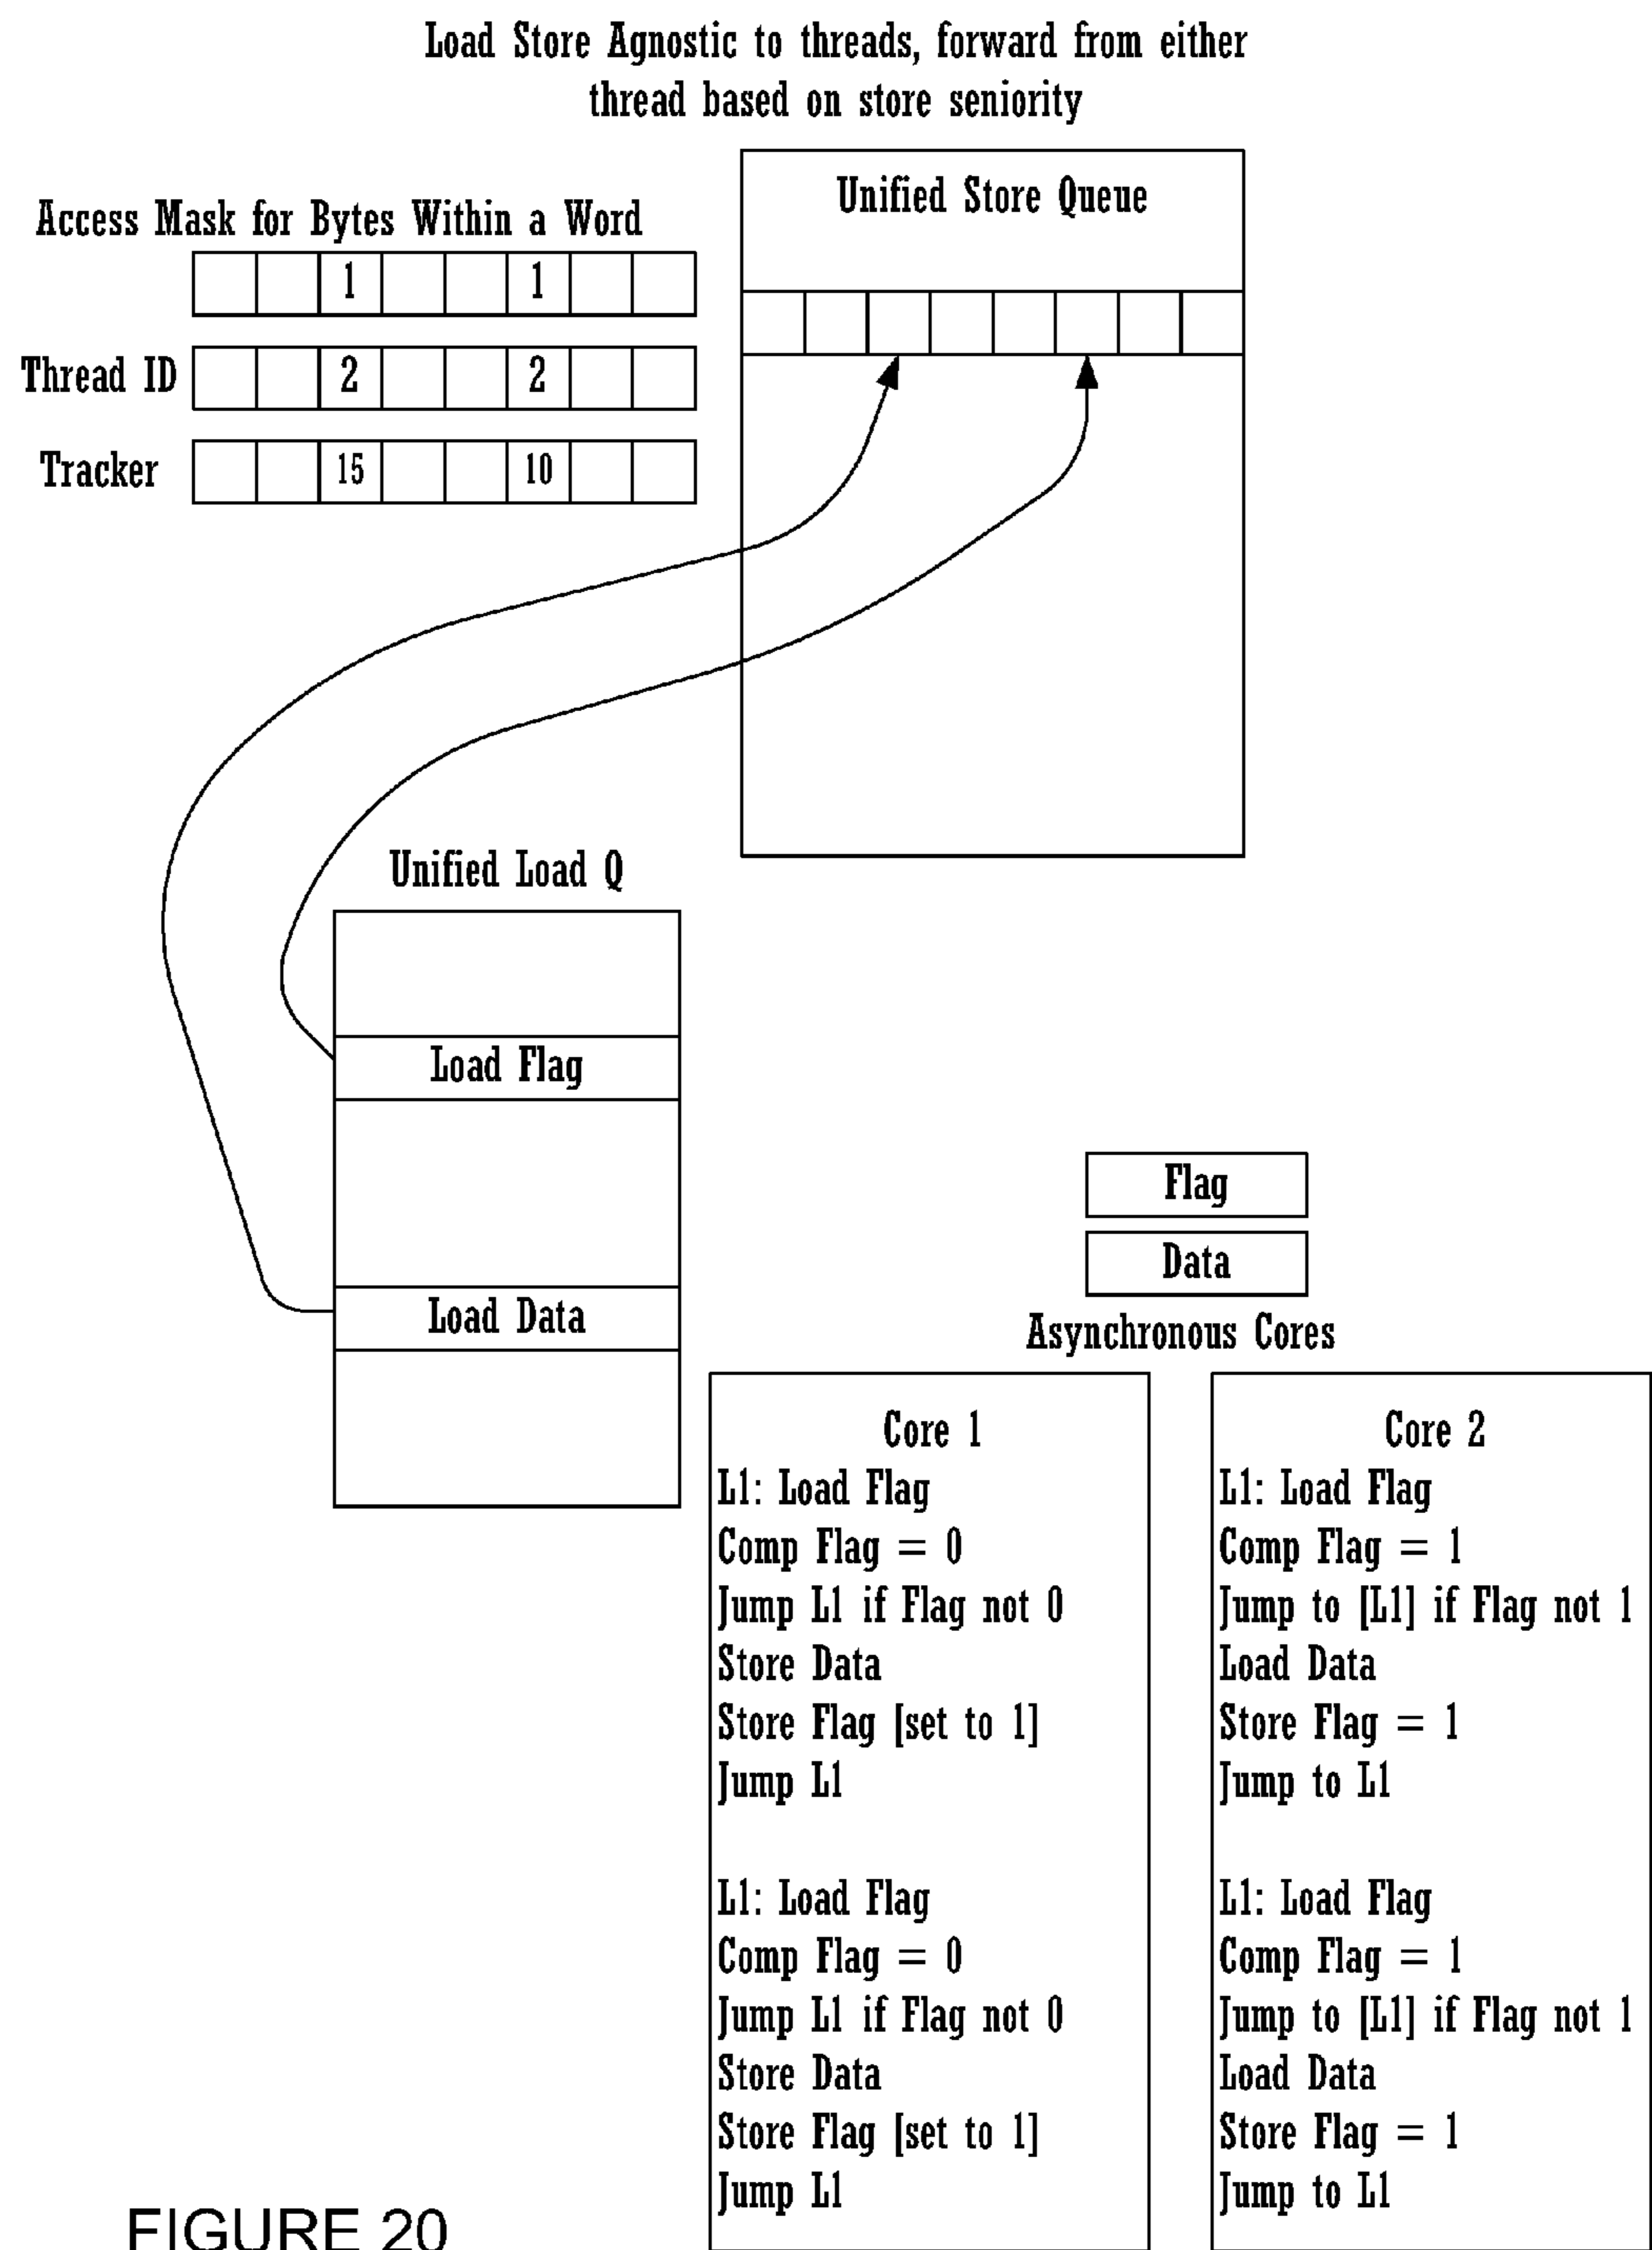 Load Store Agnostic to threads, forward from either
thread based on store seniority
Access Mask for Bytes Within a Word
1 1
Thread ID 2 2
Tracker 15 10
Unified Store Queue
Unified Load Q
Load Flag
Load Data
Flag
Data
Asynchronous Cores
Core 1
L1: Load Flag
Comp Flag = 0
Jump L1 if Flag not 0
Store Data
Store Flag [set to 1]
Jump L1
L1: Load Flag
Comp Flag = 0
Jump L1 if Flag not 0
Store Data
Store Flag [set to 1]
Jump L1
Core 2
L1: Load Flag
Comp Flag = 1
Jump to [L1] if Flag not 1
Load Data
Store Flag = 1
Jump to L1
L1: Load Flag
Comp Flag = 1
Jump to [L1] if Flag not 1
Load Data
Store Flag = 1
Jump to L1
FIGURE 20